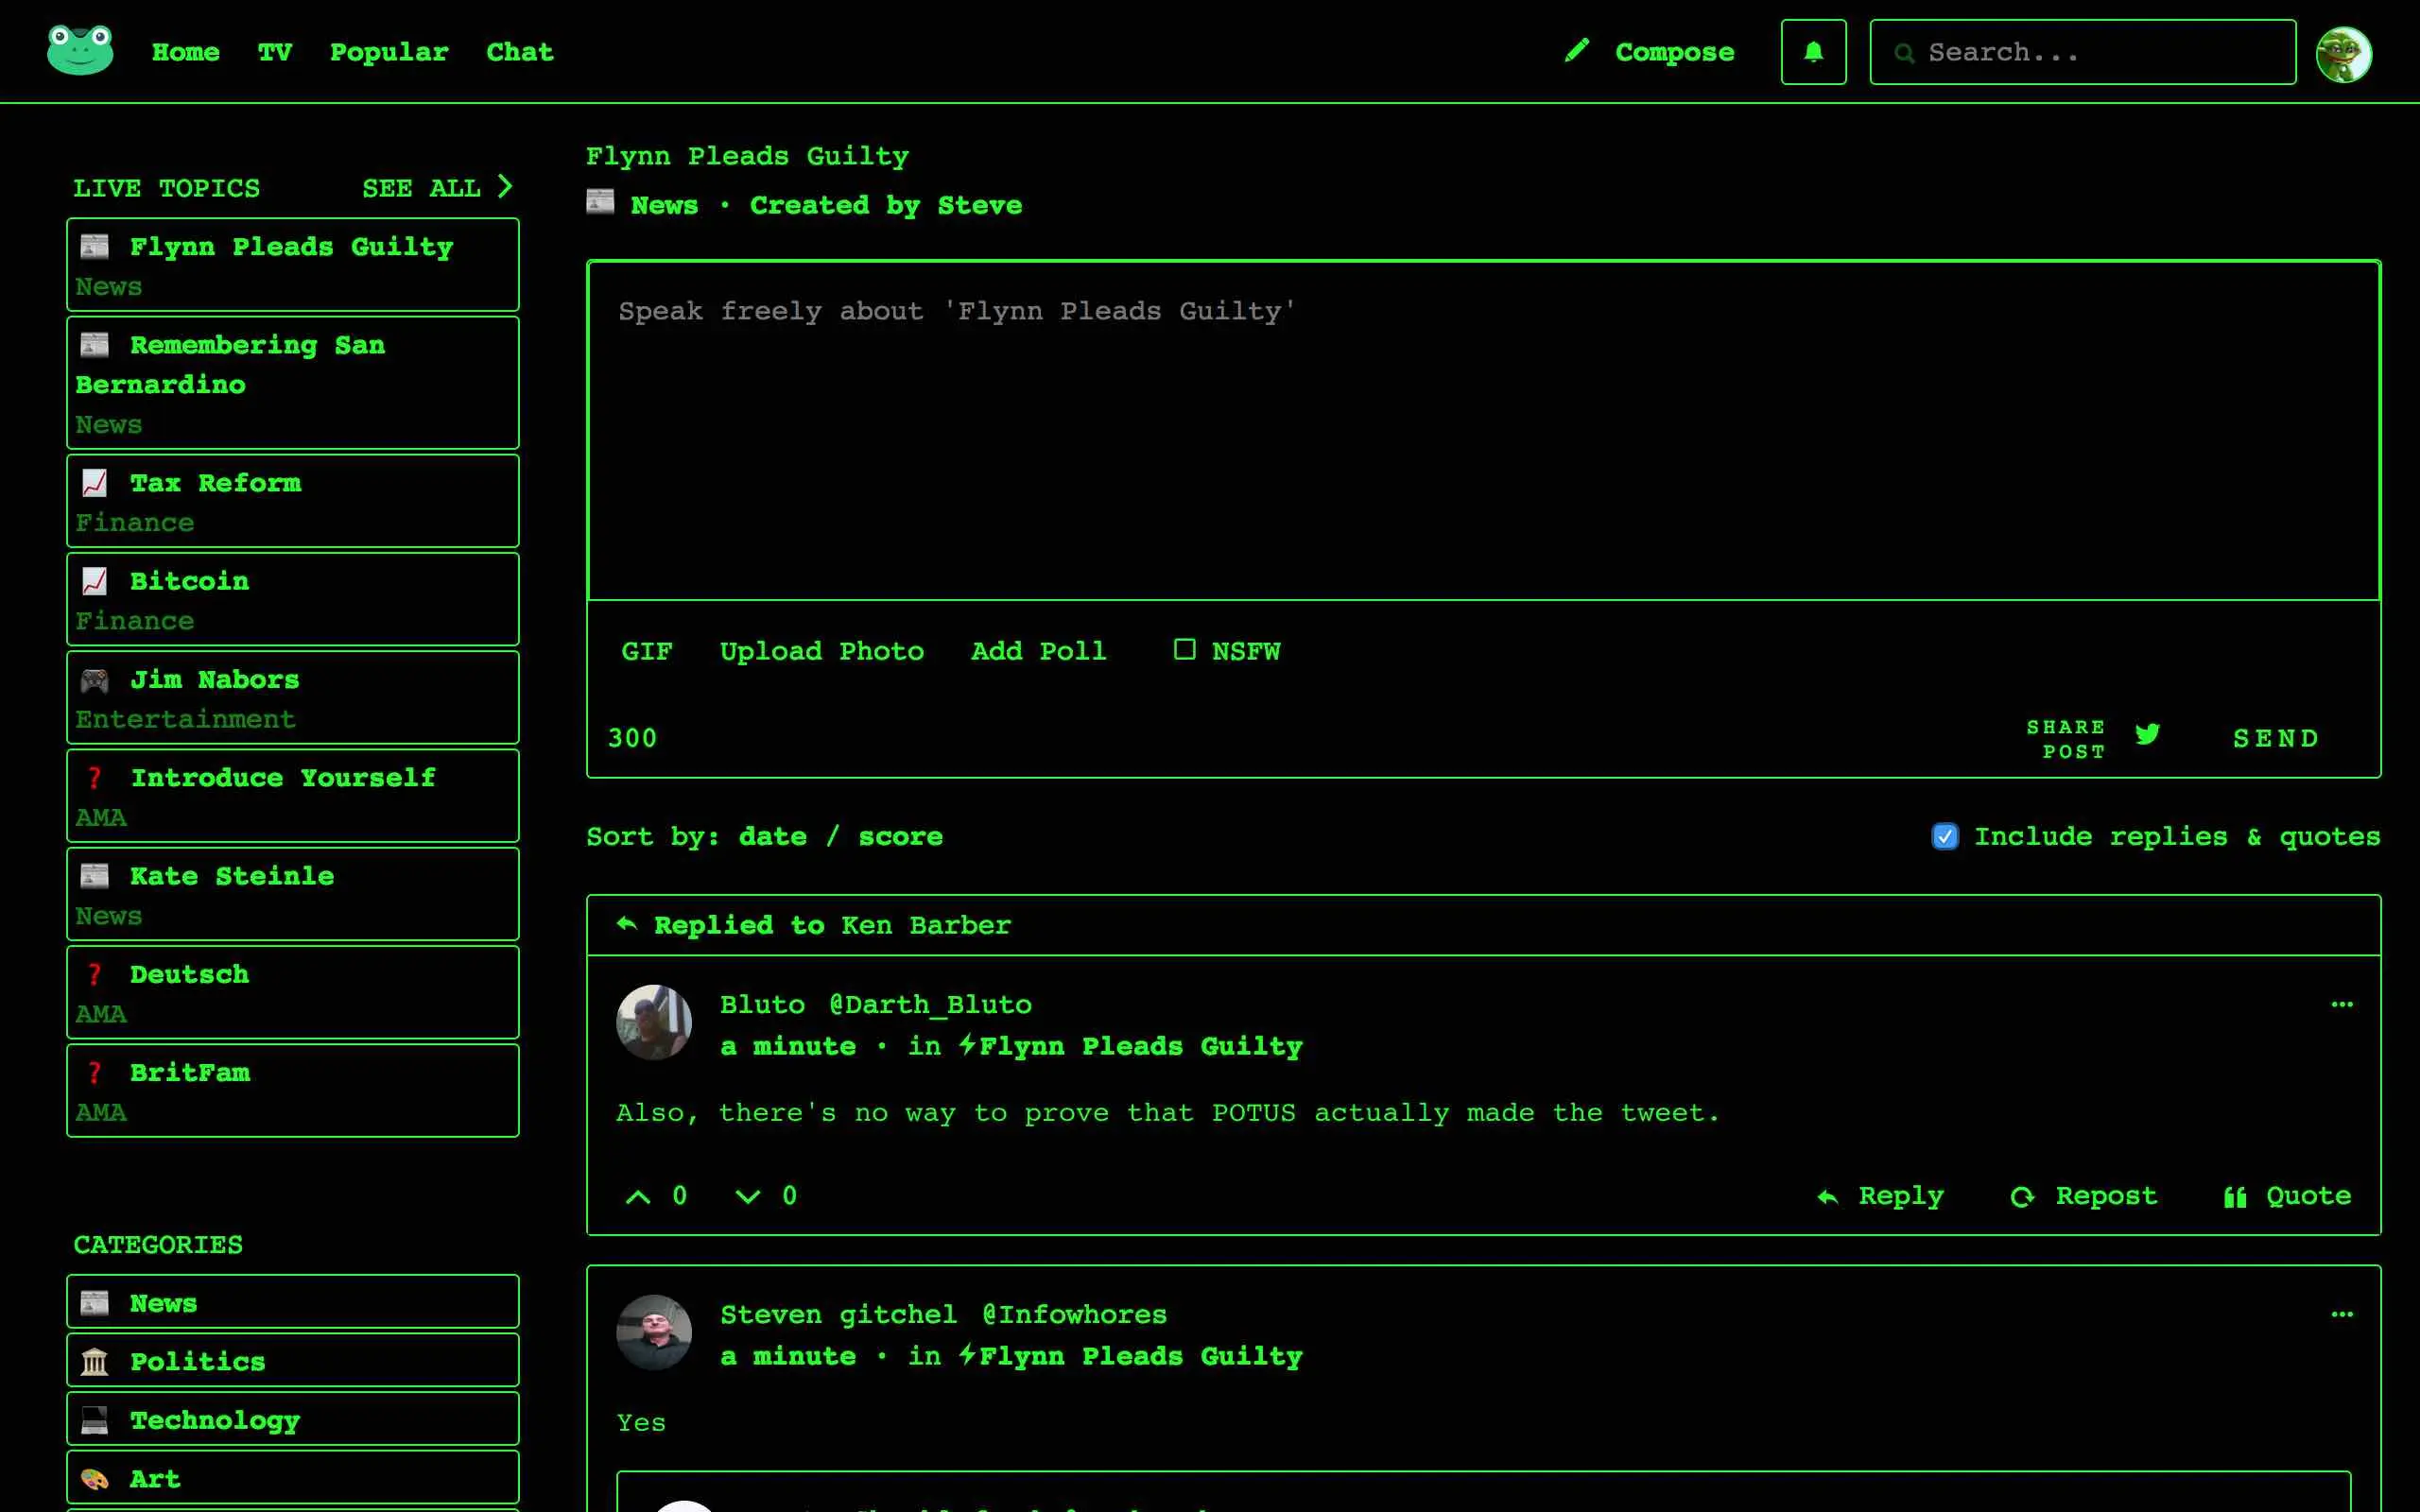 Home TV Popular Chat Compose Search...
LIVE TOPICS SEE ALL
Flynn Pleads Guilty
News
Remembering San
Bernardino
News
Tax Reform
Finance
Bitcoin
Finance
Jim Nabors
Entertainment
Introduce Yourself
AMA
Kate Steinle
News
Deutsch
AMA
BritFam
AMA
CATEGORIES
News
Politics
Technology
Art
Flynn Pleads Guilty
News · Created by Steve
Speak freely about 'Flynn Pleads Guilty'
GIF Upload Photo Add Poll NSFW
300 SHARE POST SEND
Sort by: date / score Include replies & quotes
Replied to Ken Barber
Bluto @Darth_Bluto
a minute · in ⚡Flynn Pleads Guilty
Also, there's no way to prove that POTUS actually made the tweet.
0 0 Reply Repost Quote
Steven gitchel @Infowhores
a minute · in ⚡Flynn Pleads Guilty
Yes